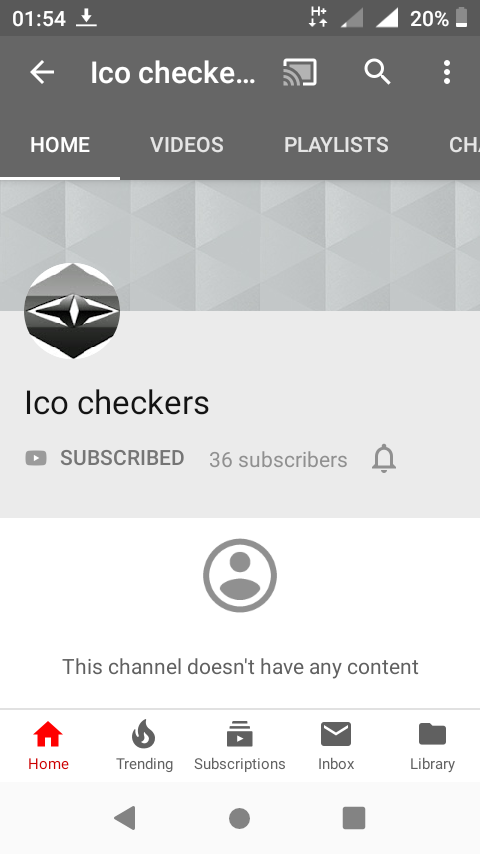 01:54 H+ 20%
Ico checke...
HOME VIDEOS PLAYLISTS CHA
Ico checkers
SUBSCRIBED 36 subscribers
This channel doesn't have any content
Home Trending Subscriptions Inbox Library